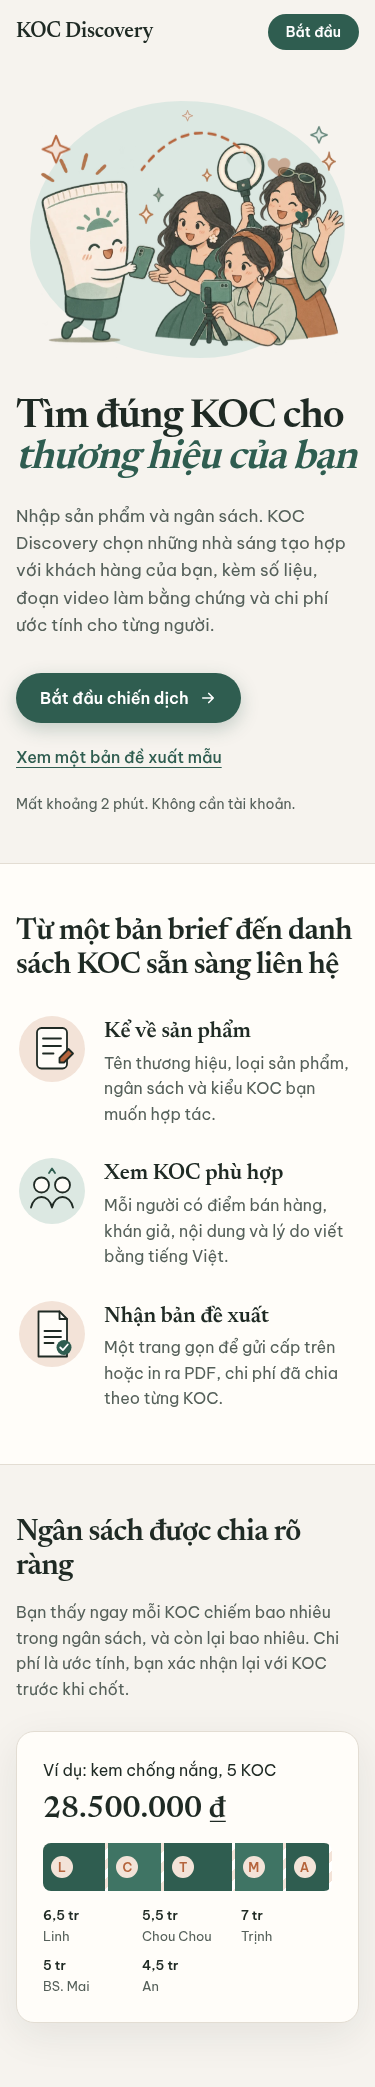 KOC Discovery
Bắt đầu
Tìm đúng KOC cho
thương hiệu của bạn
Nhập sản phẩm và ngân sách. KOC
Discovery chọn những nhà sáng tạo hợp
với khách hàng của bạn, kèm số liệu,
đoạn video làm bằng chứng và chi phí
ước tính cho từng người.
Bắt đầu chiến dịch →
Xem một bản đề xuất mẫu
Mất khoảng 2 phút. Không cần tài khoản.
Từ một bản brief đến danh
sách KOC sẵn sàng liên hệ
Kể về sản phẩm
Tên thương hiệu, loại sản phẩm,
ngân sách và kiểu KOC bạn
muốn hợp tác.
Xem KOC phù hợp
Mỗi người có điểm bán hàng,
khán giả, nội dung và lý do viết
bằng tiếng Việt.
Nhận bản đề xuất
Một trang gọn để gửi cấp trên
hoặc in ra PDF, chi phí đã chia
theo từng KOC.
Ngân sách được chia rõ
ràng
Bạn thấy ngay mỗi KOC chiếm bao nhiêu
trong ngân sách, và còn lại bao nhiêu. Chi
phí là ước tính, bạn xác nhận lại với KOC
trước khi chốt.
Ví dụ: kem chống nắng, 5 KOC
28.500.000 ₫
L C T M A
6,5 tr 5,5 tr 7 tr
Linh Chou Chou Trịnh
5 tr 4,5 tr
BS. Mai An